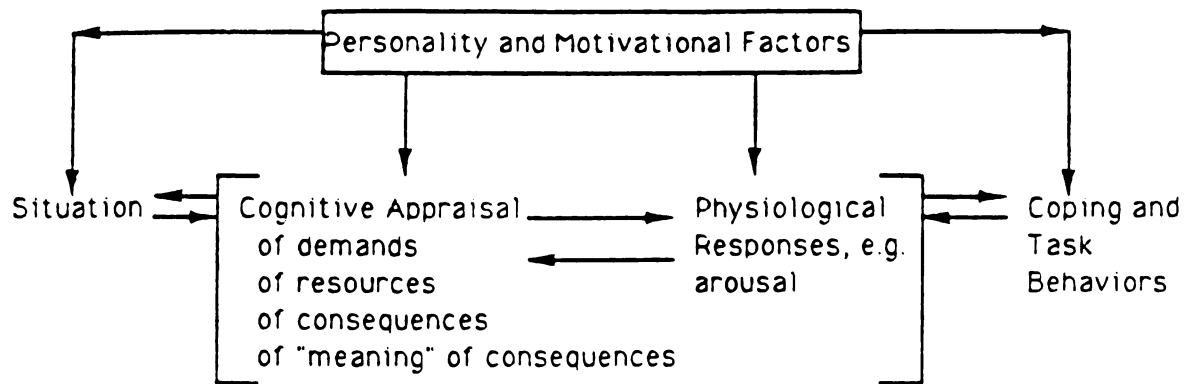 Personality and Motivational Factors
Situation
Cognitive Appraisal
of demands
of resources
of consequences
of "meaning" of consequences
Physiological
Responses, e.g.
arousal
Coping and
Task
Behaviors